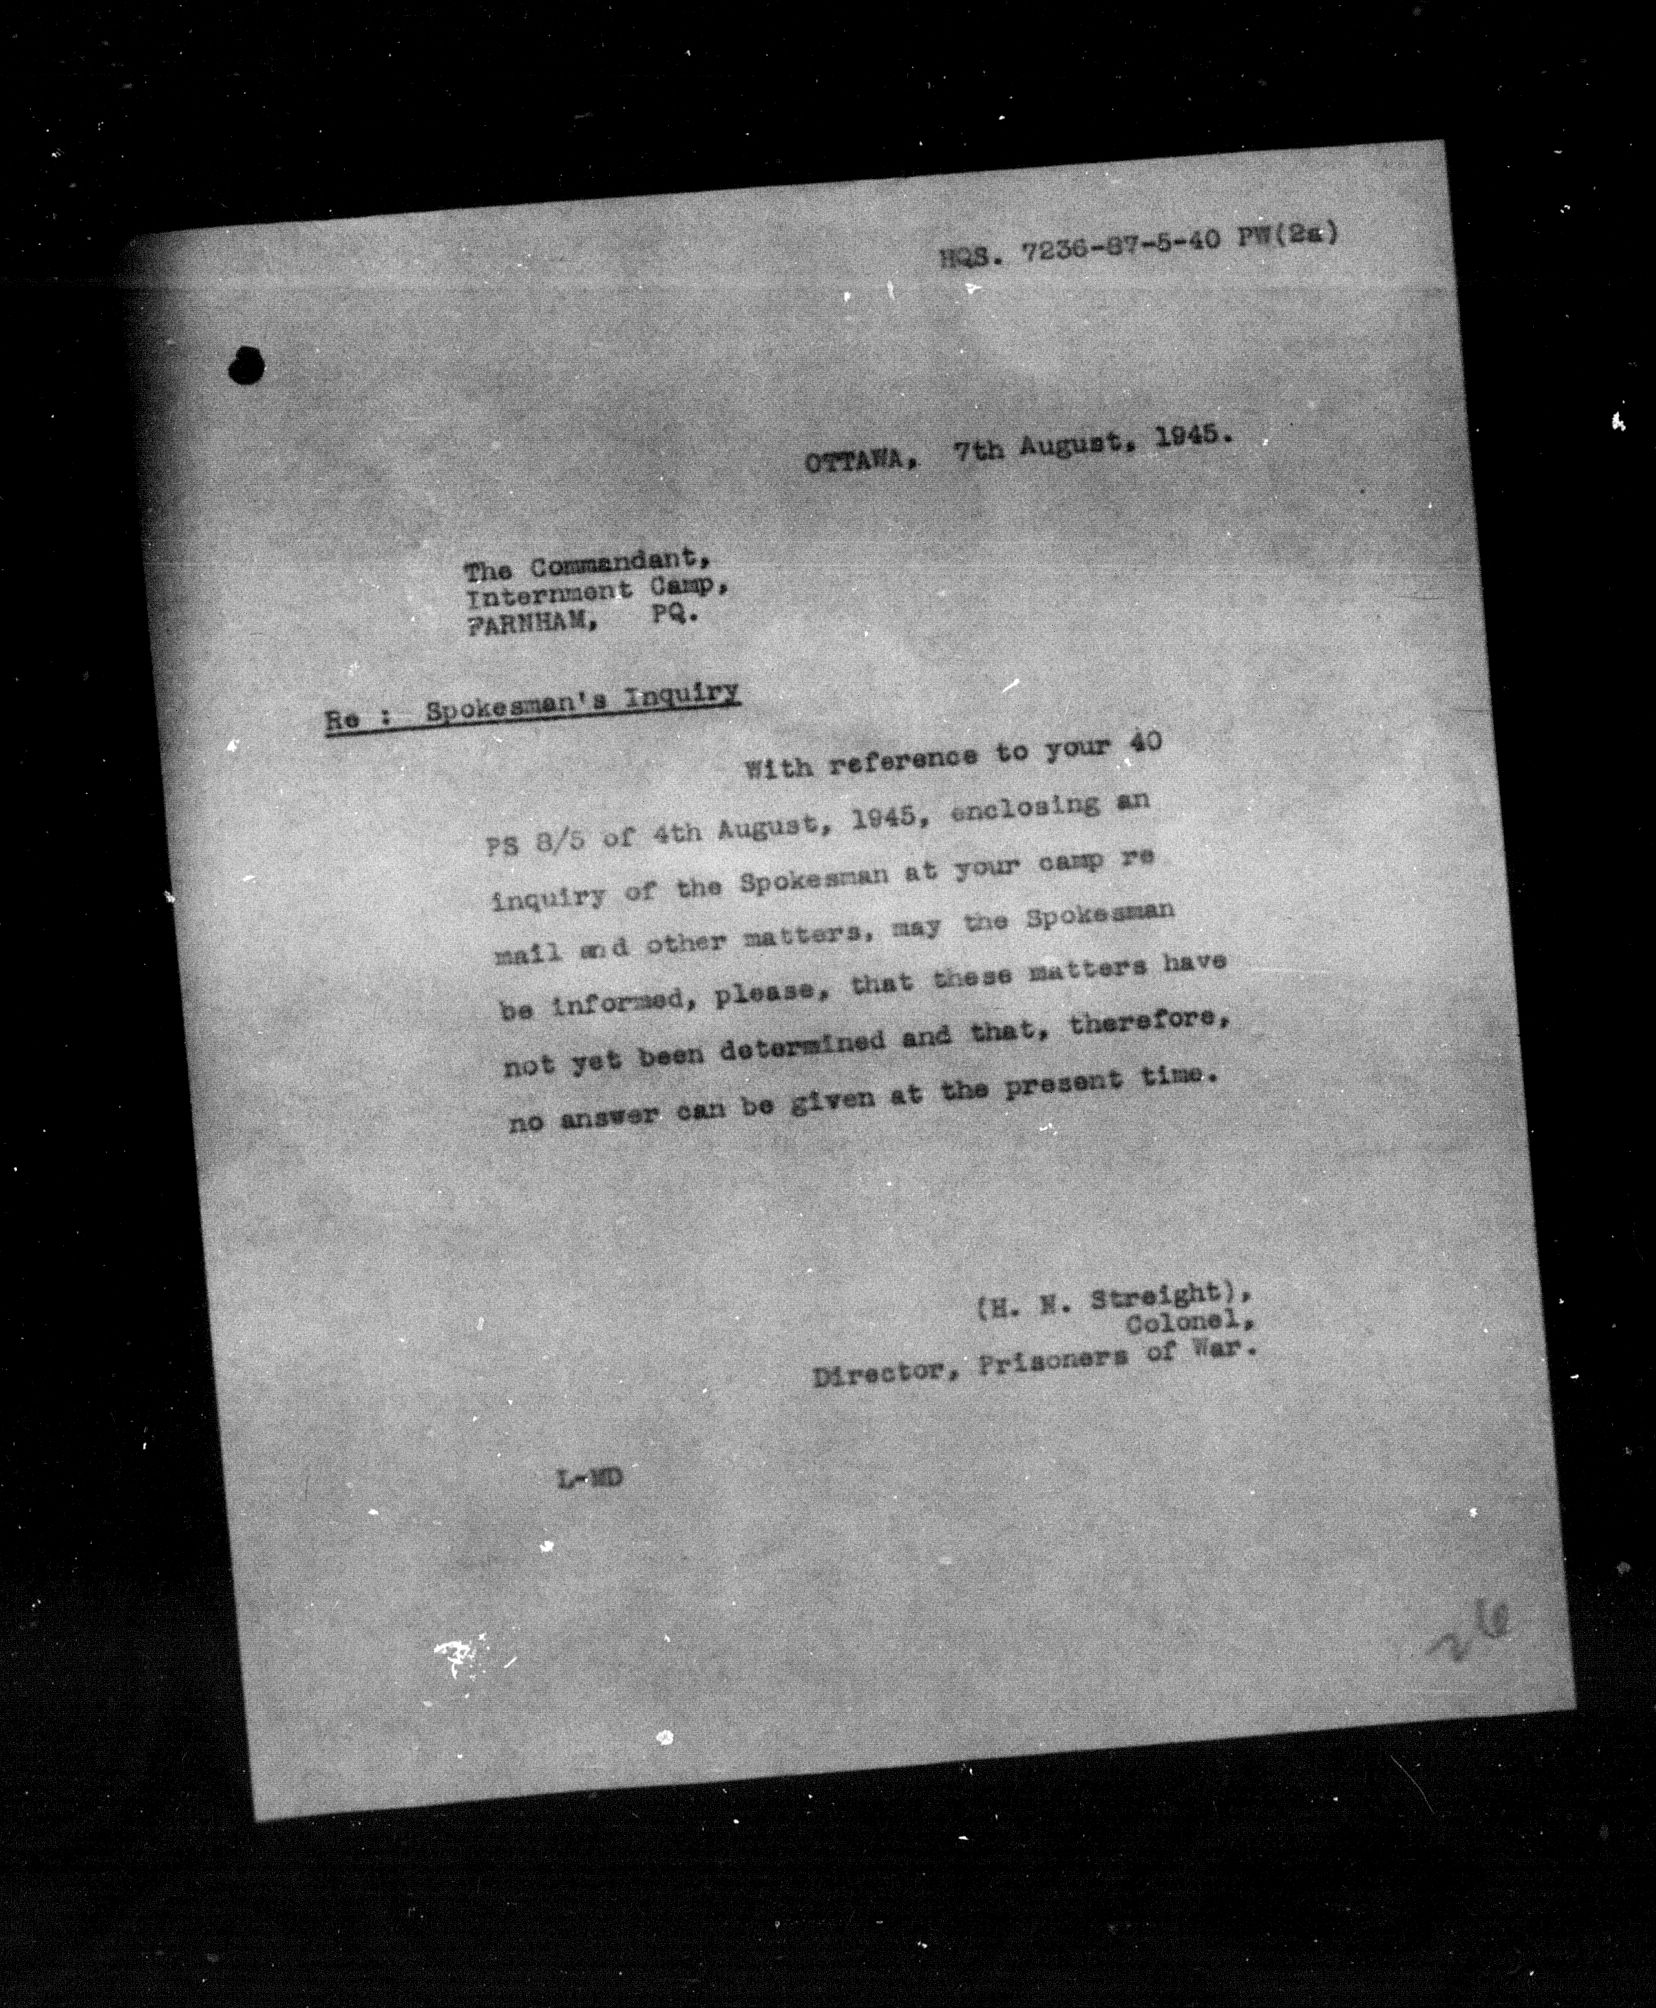 HQS. 7236-87-5-40 PW(2a)
OTTAWA, 7th August, 1945.
The Commandant,
Internment Camp,
FARNHAM, PQ.
Re : Spokesman's Inquiry
With reference to your 40
PS 8/5 of 4th August, 1945, enclosing an
inquiry of the Spokesman at your camp re
mail and other matters, may the Spokesman
be informed, please, that these matters have
not yet been determined and that, therefore,
no answer can be given at the present time.
(H. N. Streight),
Colonel,
Director, Prisoners of War.
L-MD
26